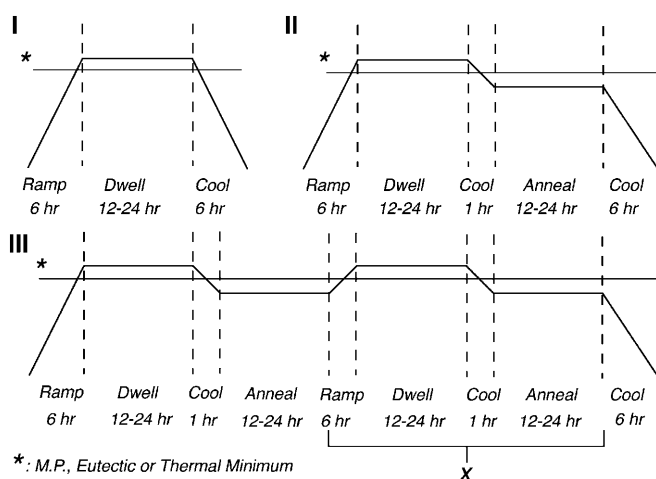 I
II
*
*
Ramp Dwell Cool
6 hr 12-24 hr 6 hr
Ramp Dwell Cool Anneal Cool
6 hr 12-24 hr 1 hr 12-24 hr 6 hr
III
*
Ramp Dwell Cool Anneal Ramp Dwell Cool Anneal Cool
6 hr 12-24 hr 1 hr 12-24 hr 6 hr 12-24 hr 1 hr 12-24 hr 6 hr
*: M.P., Eutectic or Thermal Minimum
x